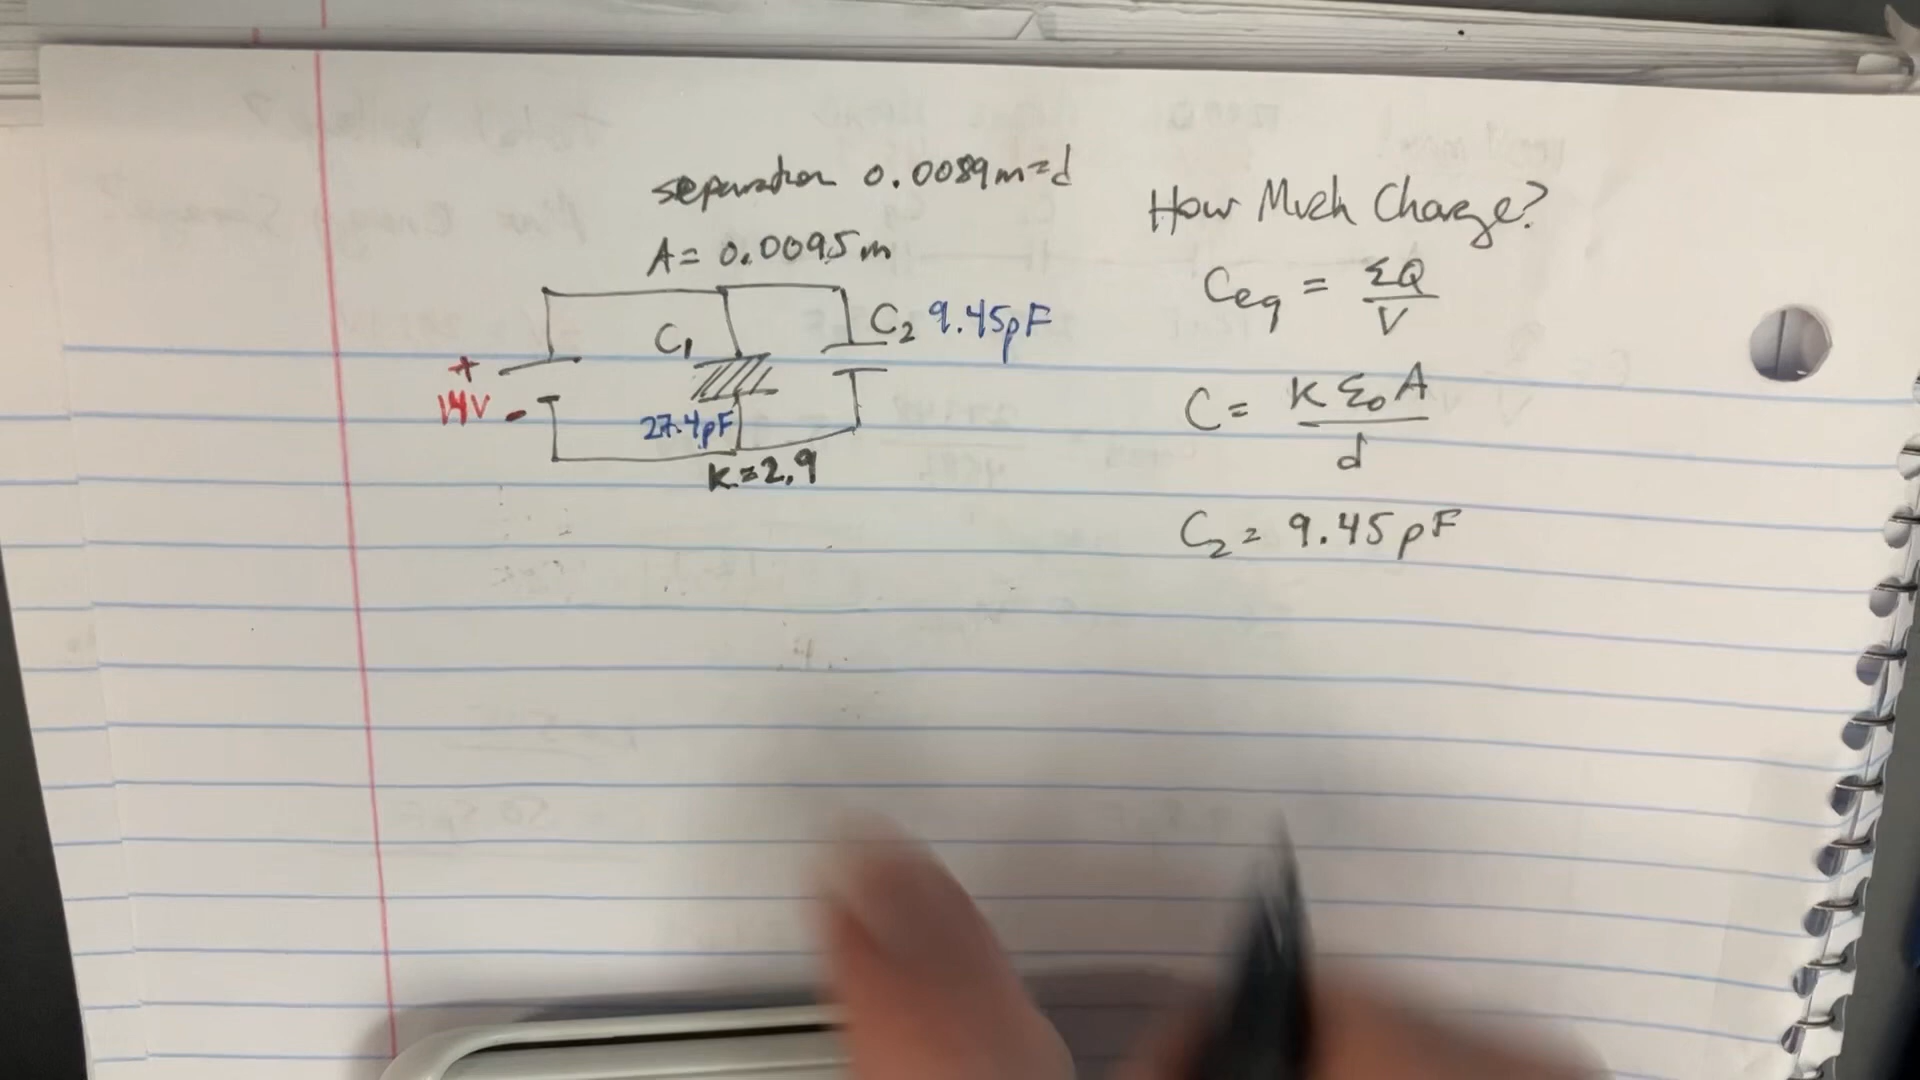 separation 0.0089m=d
A= 0.0095m
How Much Charge?
Ceq = ΣQ/V
C1
C2 9.45pF
+
14V -
27.4pF
K=2.9
C= K ε0 A / d
C2= 9.45pF